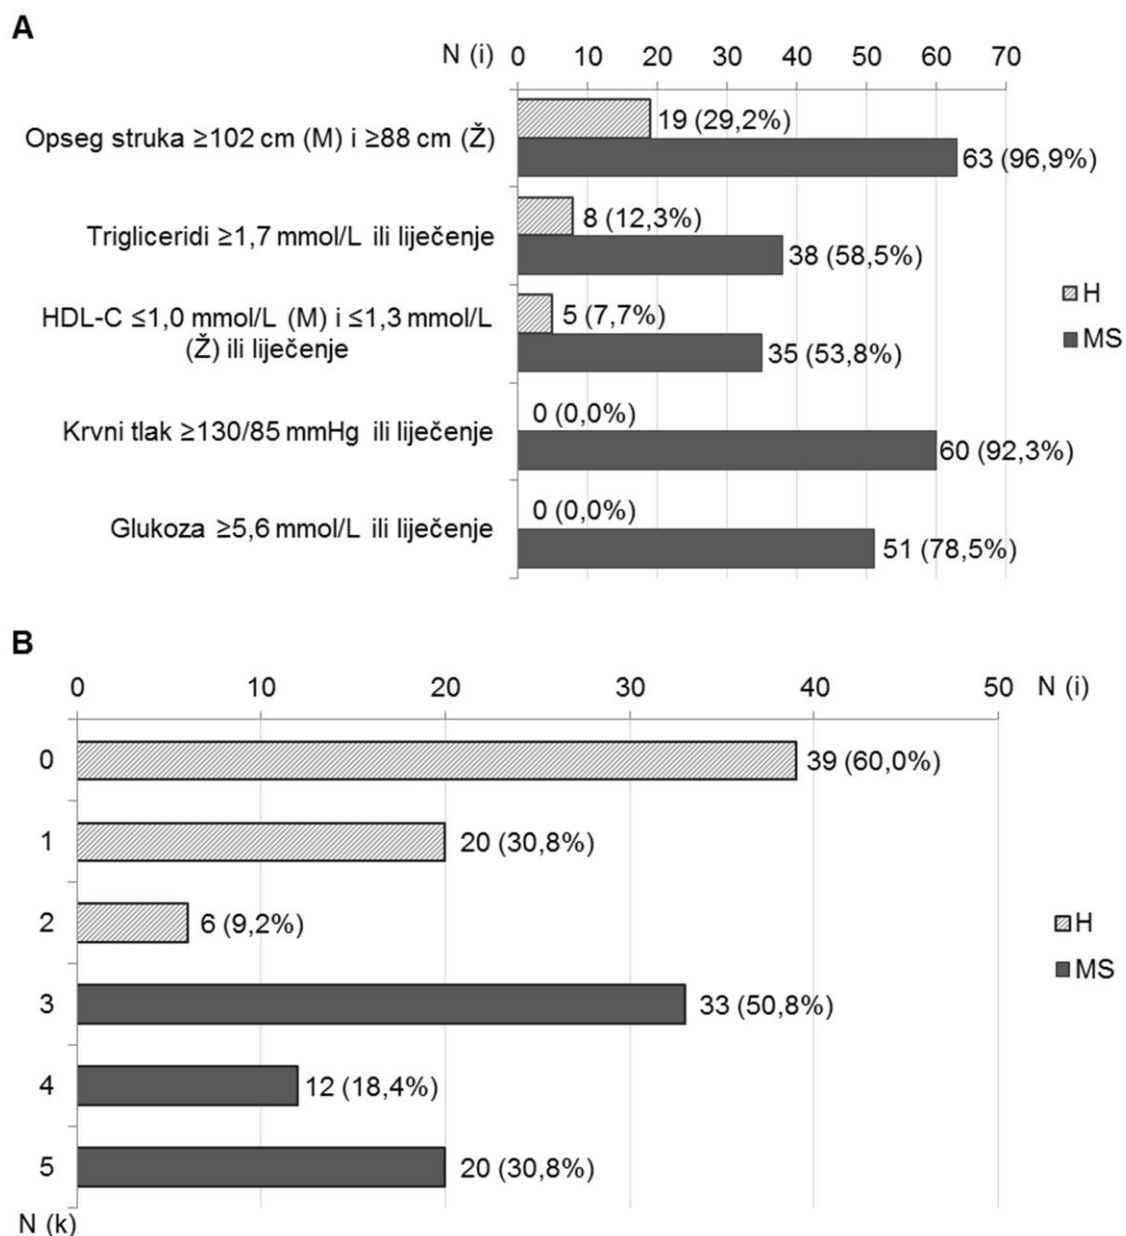 A
N (i) 0 10 20 30 40 50 60 70
Opseg struka ≥102 cm (M) i ≥88 cm (Ž)
19 (29,2%)
63 (96,9%)
Trigliceridi ≥1,7 mmol/L ili liječenje
8 (12,3%)
38 (58,5%)
HDL-C ≤1,0 mmol/L (M) i ≤1,3 mmol/L
(Ž) ili liječenje
5 (7,7%)
35 (53,8%)
Krvni tlak ≥130/85 mmHg ili liječenje
0 (0,0%)
60 (92,3%)
Glukoza ≥5,6 mmol/L ili liječenje
0 (0,0%)
51 (78,5%)
H
MS
B
0 10 20 30 40 50 N (i)
0 39 (60,0%)
1 20 (30,8%)
2 6 (9,2%)
3 33 (50,8%)
4 12 (18,4%)
5 20 (30,8%)
N (k)
H
MS